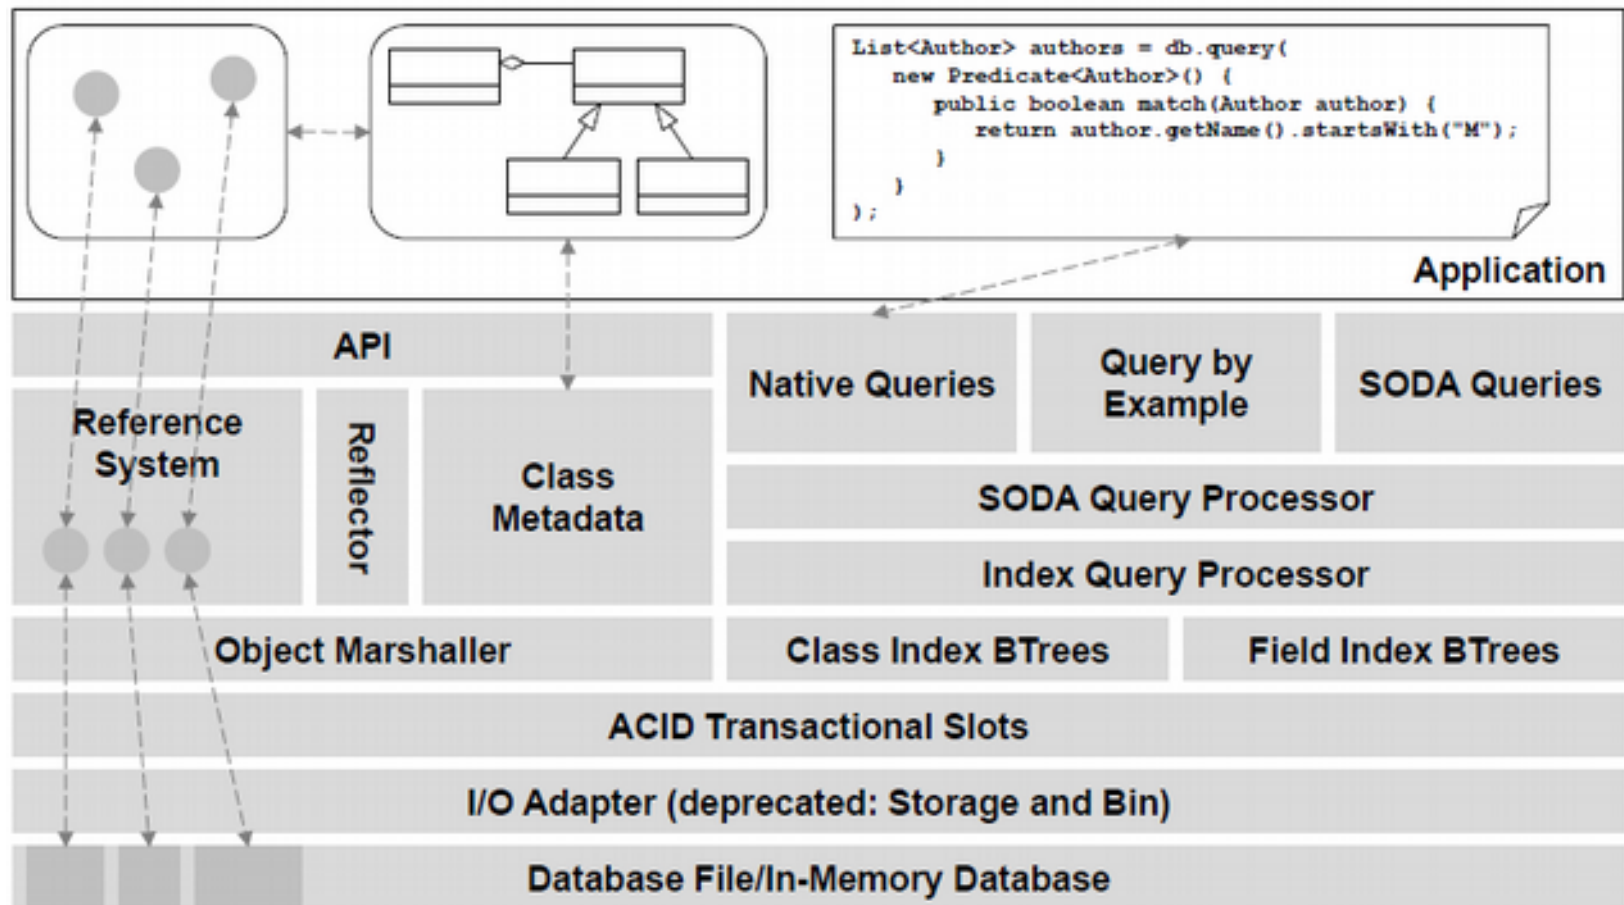 List<Author> authors = db.query(
new Predicate<Author>() {
public boolean match(Author author) {
return author.getName().startsWith("M");
}
}
);
Application
API
Native Queries
Query by
Example
SODA Queries
Reference
System
Reflector
Class
Metadata
SODA Query Processor
Index Query Processor
Object Marshaller
Class Index BTrees
Field Index BTrees
ACID Transactional Slots
I/O Adapter (deprecated: Storage and Bin)
Database File/In-Memory Database